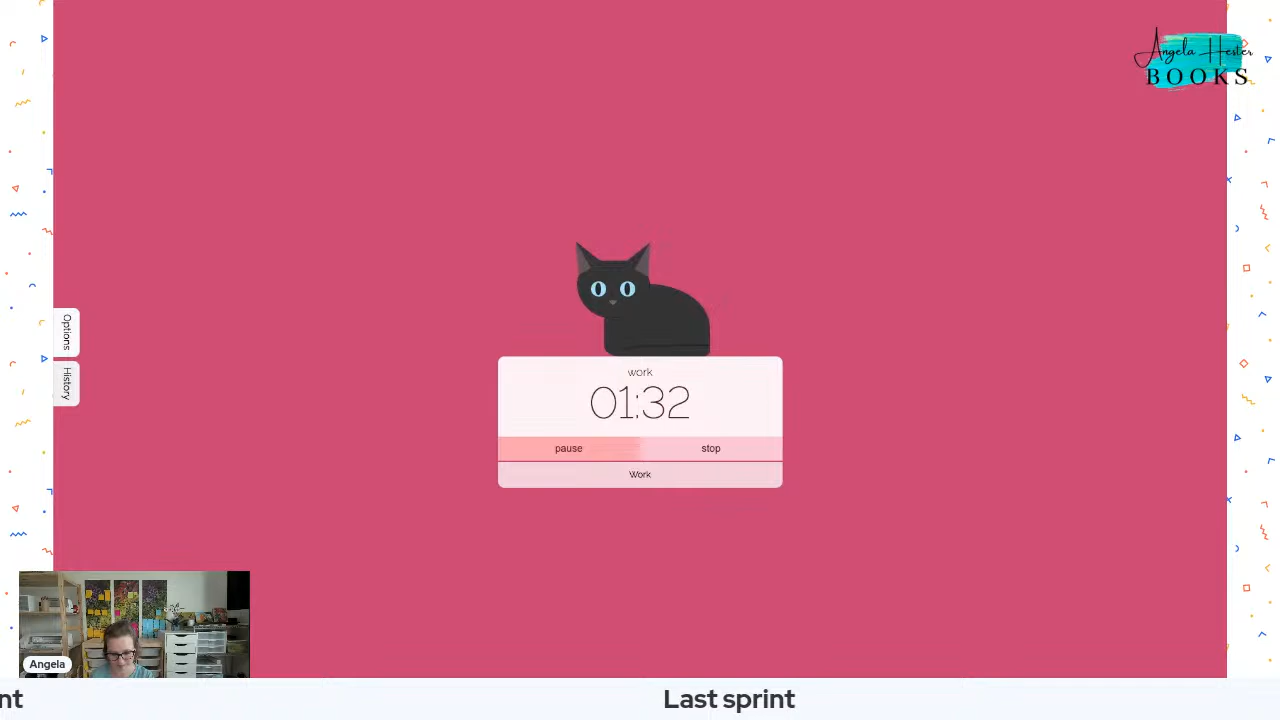 Angela Hester
BOOKS
Options
History
work
01:32
pause
stop
Work
Angela
nt
Last sprint